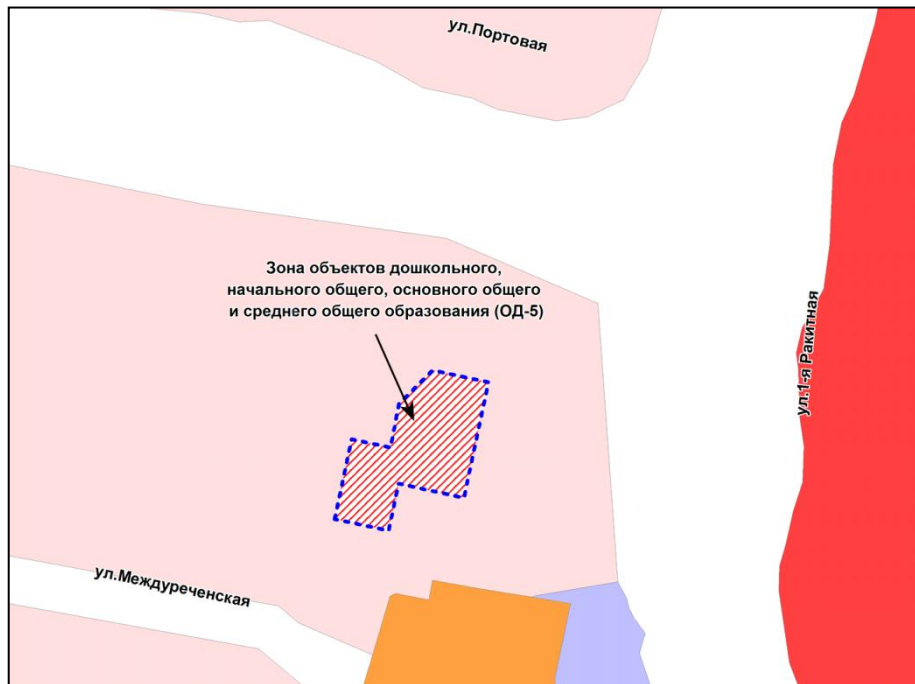 ул.Портовая
Зона объектов дошкольного,
начального общего, основного общего
и среднего общего образования (ОД-5)
ул.1-я Ракитная
ул.Междуреченская